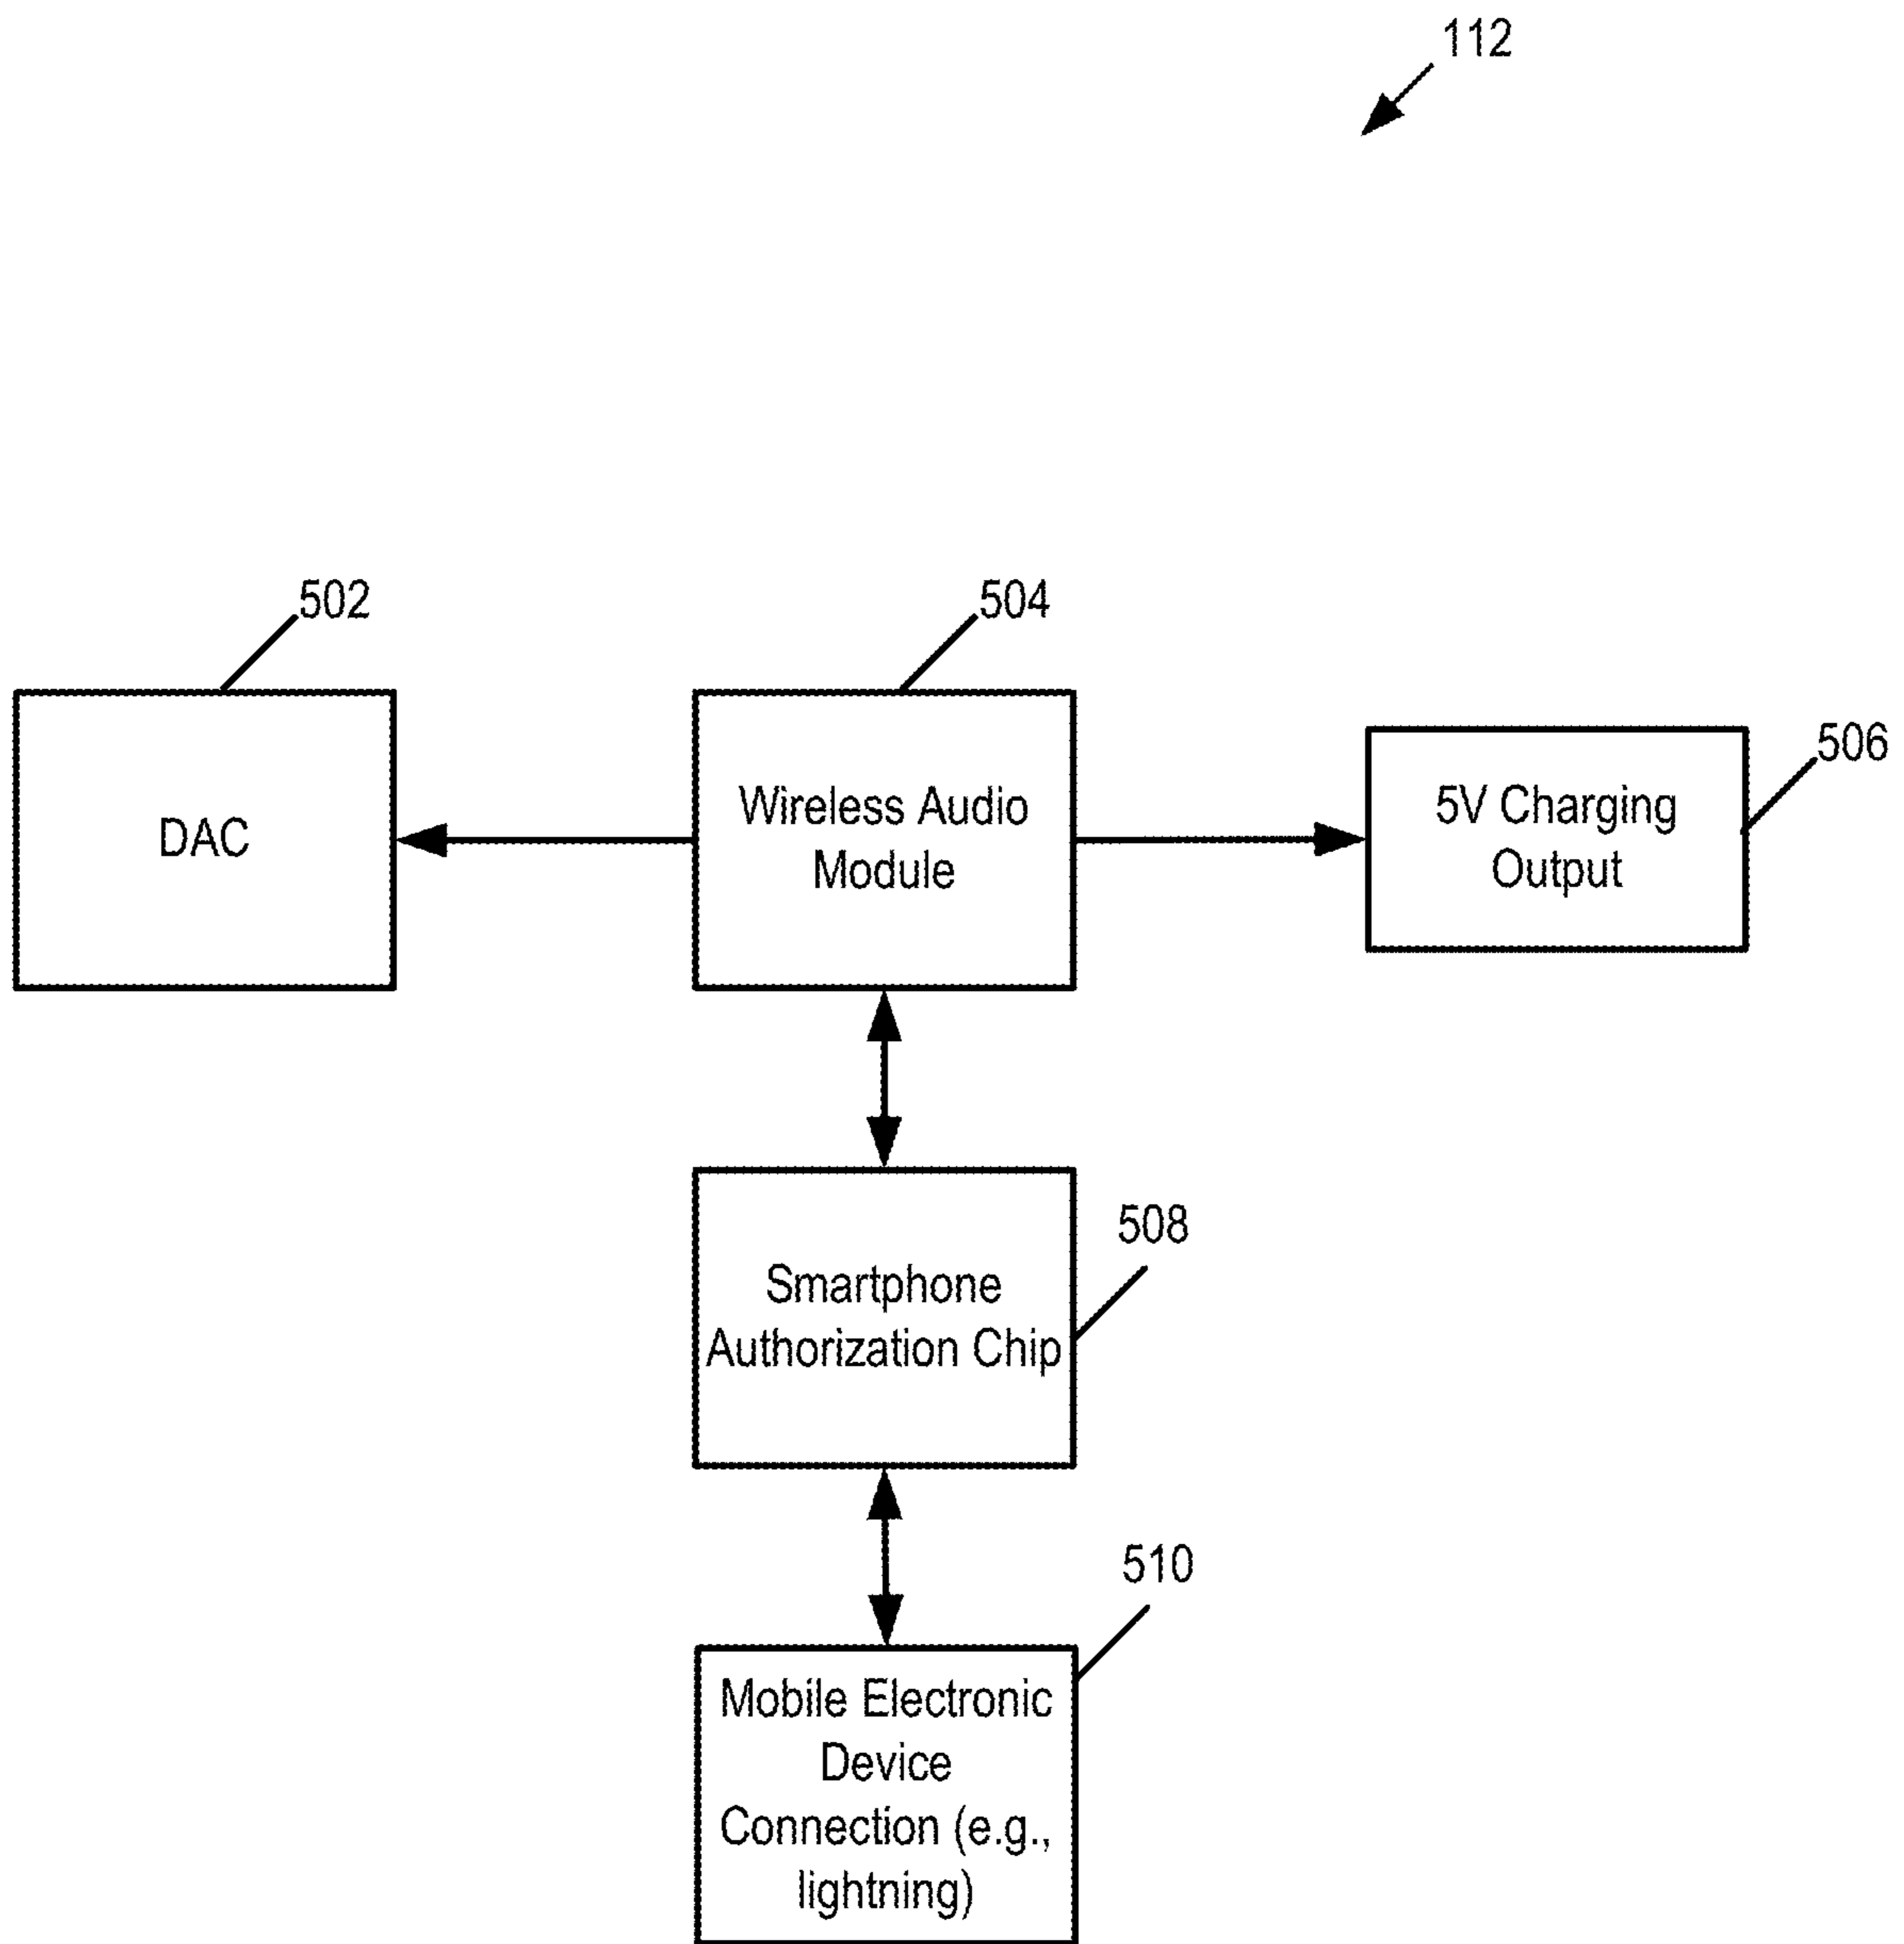 112
502
504
506
DAC
Wireless Audio
Module
5V Charging
Output
508
Smartphone
Authorization Chip
510
Mobile Electronic
Device
Connection (e.g.,
lightning)